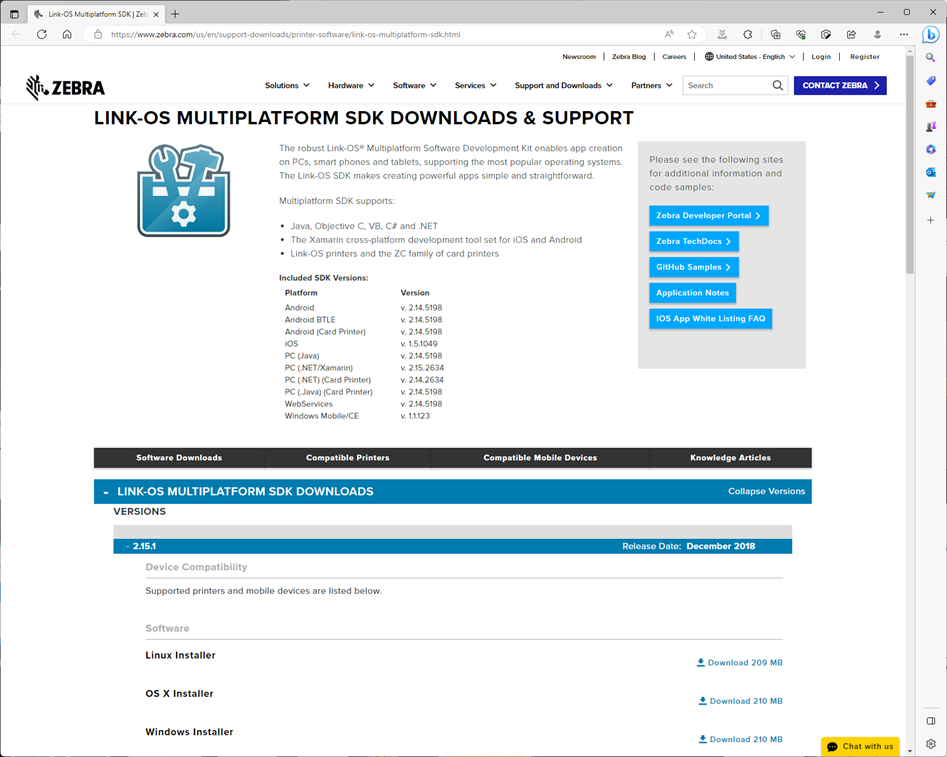 Link-OS Multiplatform SDK | Zeb
https://www.zebra.com/us/en/support-downloads/printer-software/link-os-multiplatform-sdk.html
Newsroom | Zebra Blog | Careers | United States - English | Login | Register
ZEBRA
Solutions Hardware Software Services Support and Downloads Partners Search CONTACT ZEBRA
LINK-OS MULTIPLATFORM SDK DOWNLOADS & SUPPORT
The robust Link-OS® Multiplatform Software Development Kit enables app creation
on PCs, smart phones and tablets, supporting the most popular operating systems.
The Link-OS SDK makes creating powerful apps simple and straightforward.
Multiplatform SDK supports:
• Java, Objective C, VB, C# and .NET
• The Xamarin cross-platform development tool set for iOS and Android
• Link-OS printers and the ZC family of card printers
Included SDK Versions:
Platform Version
Android v. 2.14.5198
Android BTLE v. 2.14.5198
Android (Card Printer) v. 2.14.5198
iOS v. 1.5.1049
PC (Java) v. 2.14.5198
PC (.NET/Xamarin) v. 2.15.2634
PC (.NET) (Card Printer) v. 2.14.2634
PC (.Java) (Card Printer) v. 2.14.5198
WebServices v. 2.14.5198
Windows Mobile/CE v. 1.1.123
Please see the following sites
for additional information and
code samples:
Zebra Developer Portal
Zebra TechDocs
GitHub Samples
Application Notes
IOS App White Listing FAQ
Software Downloads Compatible Printers Compatible Mobile Devices Knowledge Articles
- LINK-OS MULTIPLATFORM SDK DOWNLOADS Collapse Versions
VERSIONS
- 2.15.1 Release Date: December 2018
Device Compatibility
Supported printers and mobile devices are listed below.
Software
Linux Installer
Download 209 MB
OS X Installer
Download 210 MB
Windows Installer
Download 210 MB
Chat with us